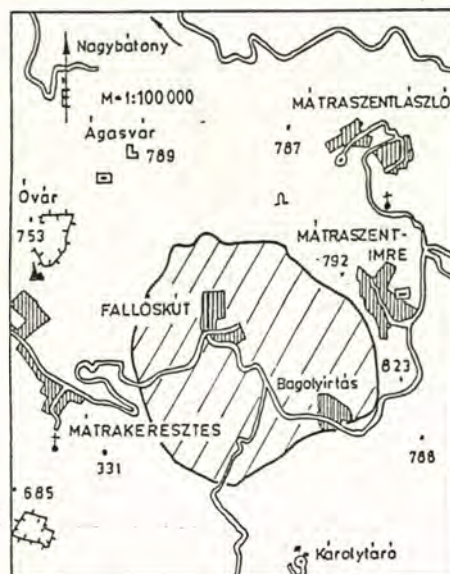 Nagybátony
É
M=1:100 000
MÁTRASZENTLÁSZLÓ
Ágasvár
789
787
Óvár
753
MÁTRASZENT-
IMRE
792
FALLÓSKÚT
823
Bagolyirtás
MÁTRAKERESZTES
331
788
685
Károlytáró